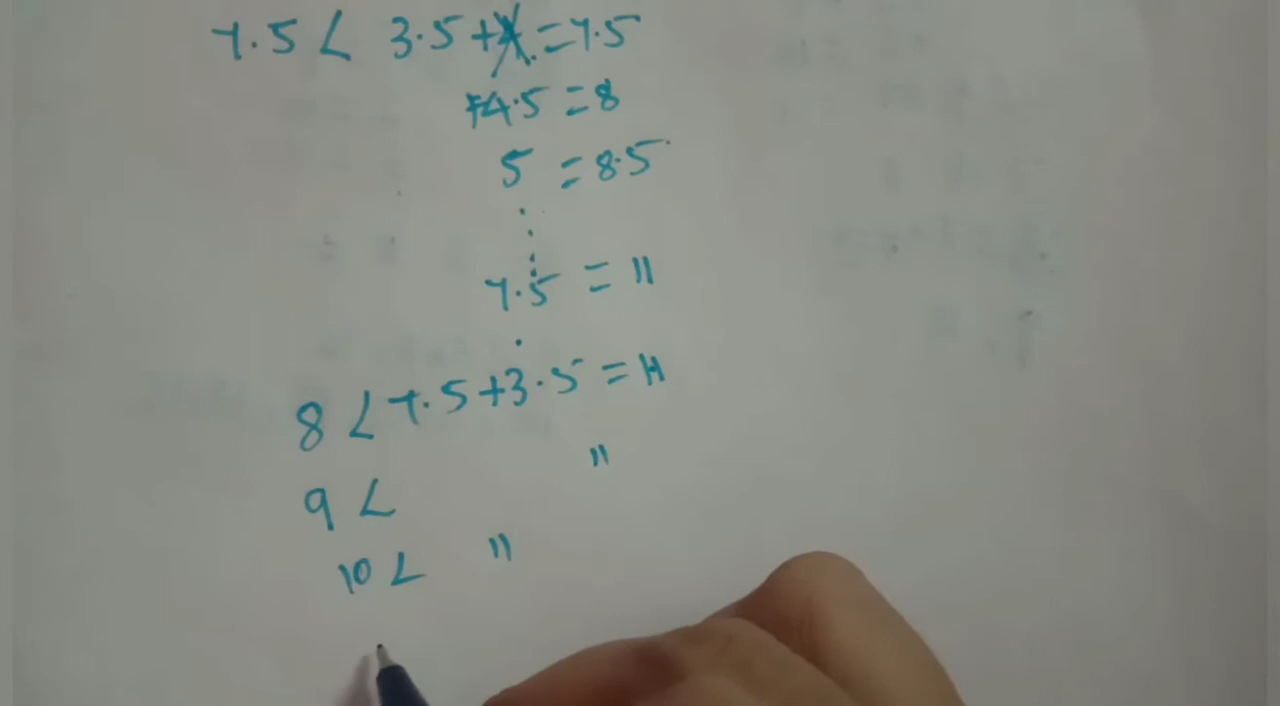 7.5 < 3.5 + = 7.5
+4.5 = 8
5 = 8.5
⋮
7.5 = 11
8 < 7.5 + 3.5 = 11
9 < "
10 < "